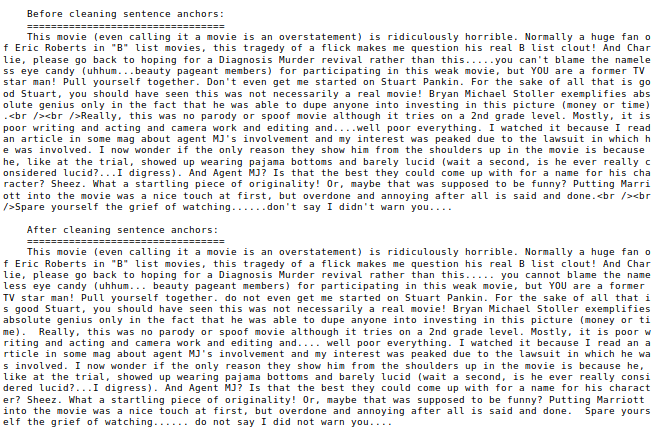 Before cleaning sentence anchors:
=================================
This movie (even calling it a movie is an overstatement) is ridiculously horrible. Normally a huge fan o
f Eric Roberts in "B" list movies, this tragedy of a flick makes me question his real B list clout! And Char
lie, please go back to hoping for a Diagnosis Murder revival rather than this.....you can't blame the namele
ss eye candy (uhhum...beauty pageant members) for participating in this weak movie, but YOU are a former TV
star man! Pull yourself together. Don't even get me started on Stuart Pankin. For the sake of all that is go
od Stuart, you should have seen this was not necessarily a real movie! Bryan Michael Stoller exemplifies abs
olute genius only in the fact that he was able to dupe anyone into investing in this picture (money or time)
.<br /><br />Really, this was no parody or spoof movie although it tries on a 2nd grade level. Mostly, it is
poor writing and acting and camera work and editing and....well poor everything. I watched it because I read
an article in some mag about agent MJ's involvement and my interest was peaked due to the lawsuit in which h
e was involved. I now wonder if the only reason they show him from the shoulders up in the movie is because
he, like at the trial, showed up wearing pajama bottoms and barely lucid (wait a second, is he ever really c
onsidered lucid?...I digress). And Agent MJ? Is that the best they could come up with for a name for his cha
racter? Sheez. What a startling piece of originality! Or, maybe that was supposed to be funny? Putting Marri
ott into the movie was a nice touch at first, but overdone and annoying after all is said and done.<br /><br
/>Spare yourself the grief of watching......don't say I didn't warn you....
After cleaning sentence anchors:
================================
This movie (even calling it a movie is an overstatement) is ridiculously horrible. Normally a huge fan o
f Eric Roberts in "B" list movies, this tragedy of a flick makes me question his real B list clout! And Char
lie, please go back to hoping for a Diagnosis Murder revival rather than this..... you cannot blame the name
less eye candy (uhhum... beauty pageant members) for participating in this weak movie, but YOU are a former
TV star man! Pull yourself together. do not even get me started on Stuart Pankin. For the sake of all that i
s good Stuart, you should have seen this was not necessarily a real movie! Bryan Michael Stoller exemplifies
absolute genius only in the fact that he was able to dupe anyone into investing in this picture (money or ti
me).  Really, this was no parody or spoof movie although it tries on a 2nd grade level. Mostly, it is poor w
riting and acting and camera work and editing and.... well poor everything. I watched it because I read an a
rticle in some mag about agent MJ's involvement and my interest was peaked due to the lawsuit in which he wa
s involved. I now wonder if the only reason they show him from the shoulders up in the movie is because he,
like at the trial, showed up wearing pajama bottoms and barely lucid (wait a second, is he ever really consi
dered lucid?...I digress). And Agent MJ? Is that the best they could come up with for a name for his charact
er? Sheez. What a startling piece of originality! Or, maybe that was supposed to be funny? Putting Marriott
into the movie was a nice touch at first, but overdone and annoying after all is said and done.  Spare yours
elf the grief of watching...... do not say I did not warn you....